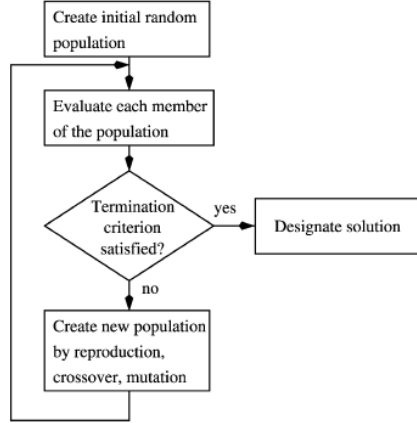 Create initial random
population
Evaluate each member
of the population
Termination
criterion
satisfied?
yes
Designate solution
no
Create new population
by reproduction,
crossover, mutation